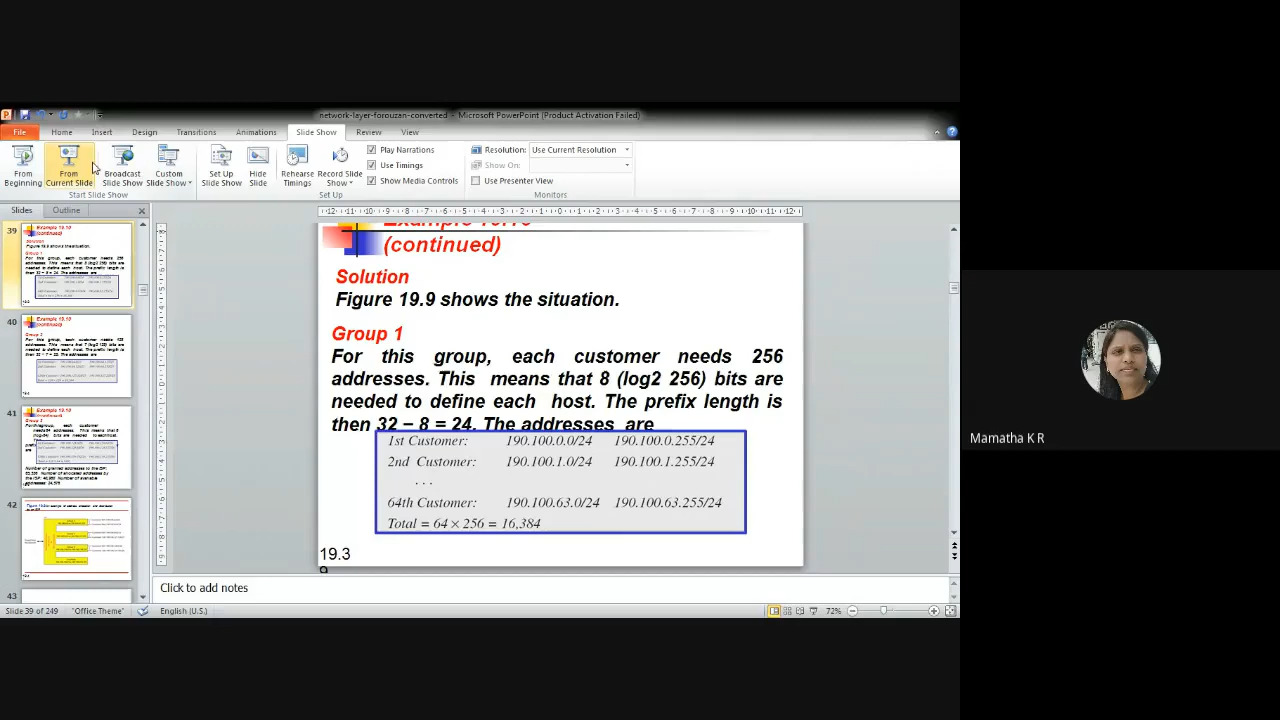 network-layer-forouzan-converted - Microsoft PowerPoint (Product Activation Failed)
File Home Insert Design Transitions Animations Slide Show Review View
From Beginning
From Current Slide
Broadcast Slide Show
Custom Slide Show
Set Up Slide Show
Hide Slide
Rehearse Timings
Record Slide Show
Play Narrations
Use Timings
Show Media Controls
Resolution: Use Current Resolution
Show On:
Use Presenter View
Start Slide Show
Set Up
Monitors
Slides Outline
39
40
41
42
43
(continued)
Solution
Figure 19.9 shows the situation.
Group 1
For this group, each customer needs 256
addresses. This means that 8 (log2 256) bits are
needed to define each host. The prefix length is
then 32 − 8 = 24. The addresses are
1st Customer: 190.100.0.0/24 190.100.0.255/24
2nd Customer: 190.100.1.0/24 190.100.1.255/24
. . .
64th Customer: 190.100.63.0/24 190.100.63.255/24
Total = 64 × 256 = 16,384
19.3
9
Click to add notes
Slide 39 of 249 "Office Theme" English (U.S.) 72%
Mamatha K R